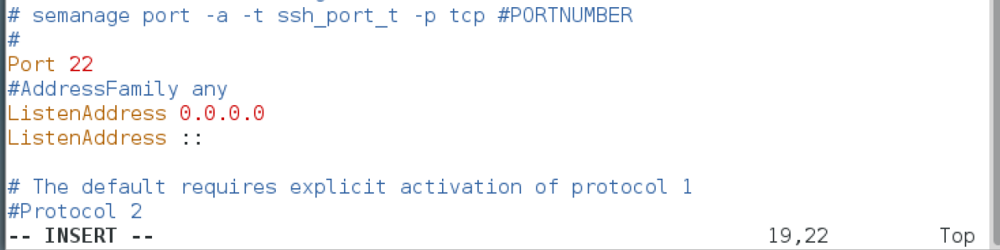 # semanage port -a -t ssh_port_t -p tcp #PORTNUMBER
#
Port 22
#AddressFamily any
ListenAddress 0.0.0.0
ListenAddress ::
# The default requires explicit activation of protocol 1
#Protocol 2
-- INSERT -- 19,22 Top